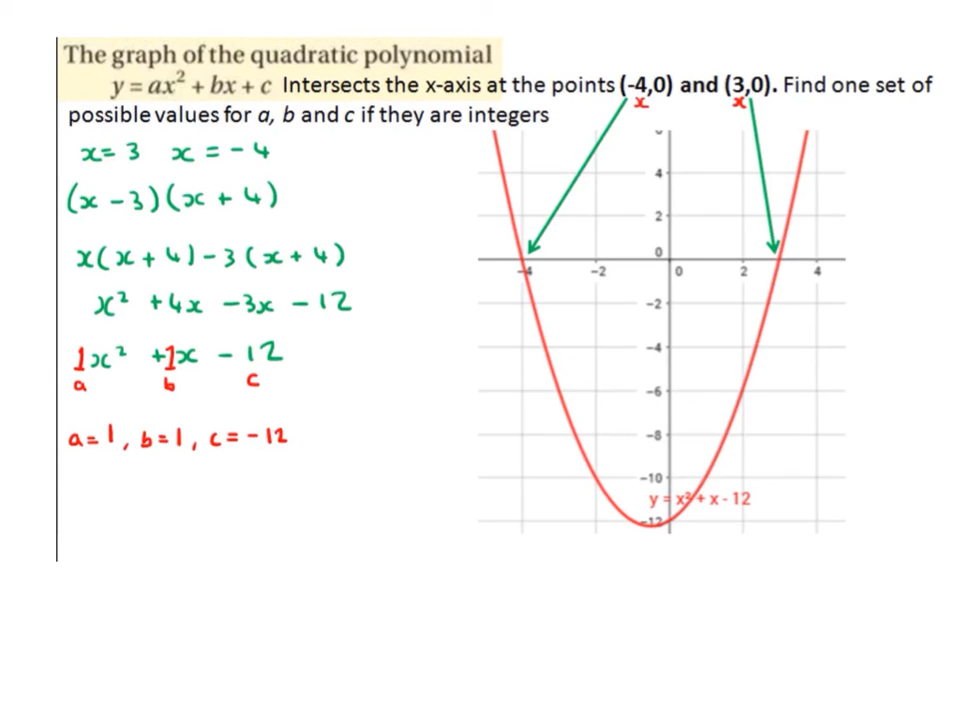 The graph of the quadratic polynomial
y = ax² + bx + c Intersects the x-axis at the points (-4,0) and (3,0). Find one set of
x x
possible values for a, b and c if they are integers
x = 3 x = -4
(x - 3)(x + 4)
x(x + 4) - 3(x + 4)
x² + 4x - 3x - 12
1x² + 1x - 12
a b c
a = 1, b = 1, c = -12
6
4
2
0
-4 -2 0 2 4
-2
-4
-6
-8
-10
y = x² + x - 12
-12